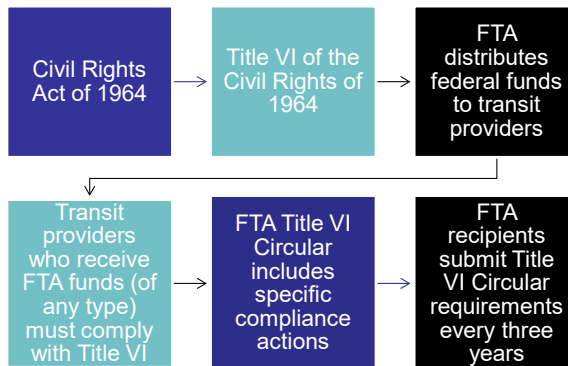 Civil Rights
Act of 1964
Title VI of the
Civil Rights of
1964
FTA
distributes
federal funds
to transit
providers
Transit
providers
who receive
FTA funds (of
any type)
must comply
with Title VI
FTA Title VI
Circular
includes
specific
compliance
actions
FTA
recipients
submit Title
VI Circular
requirements
every three
years